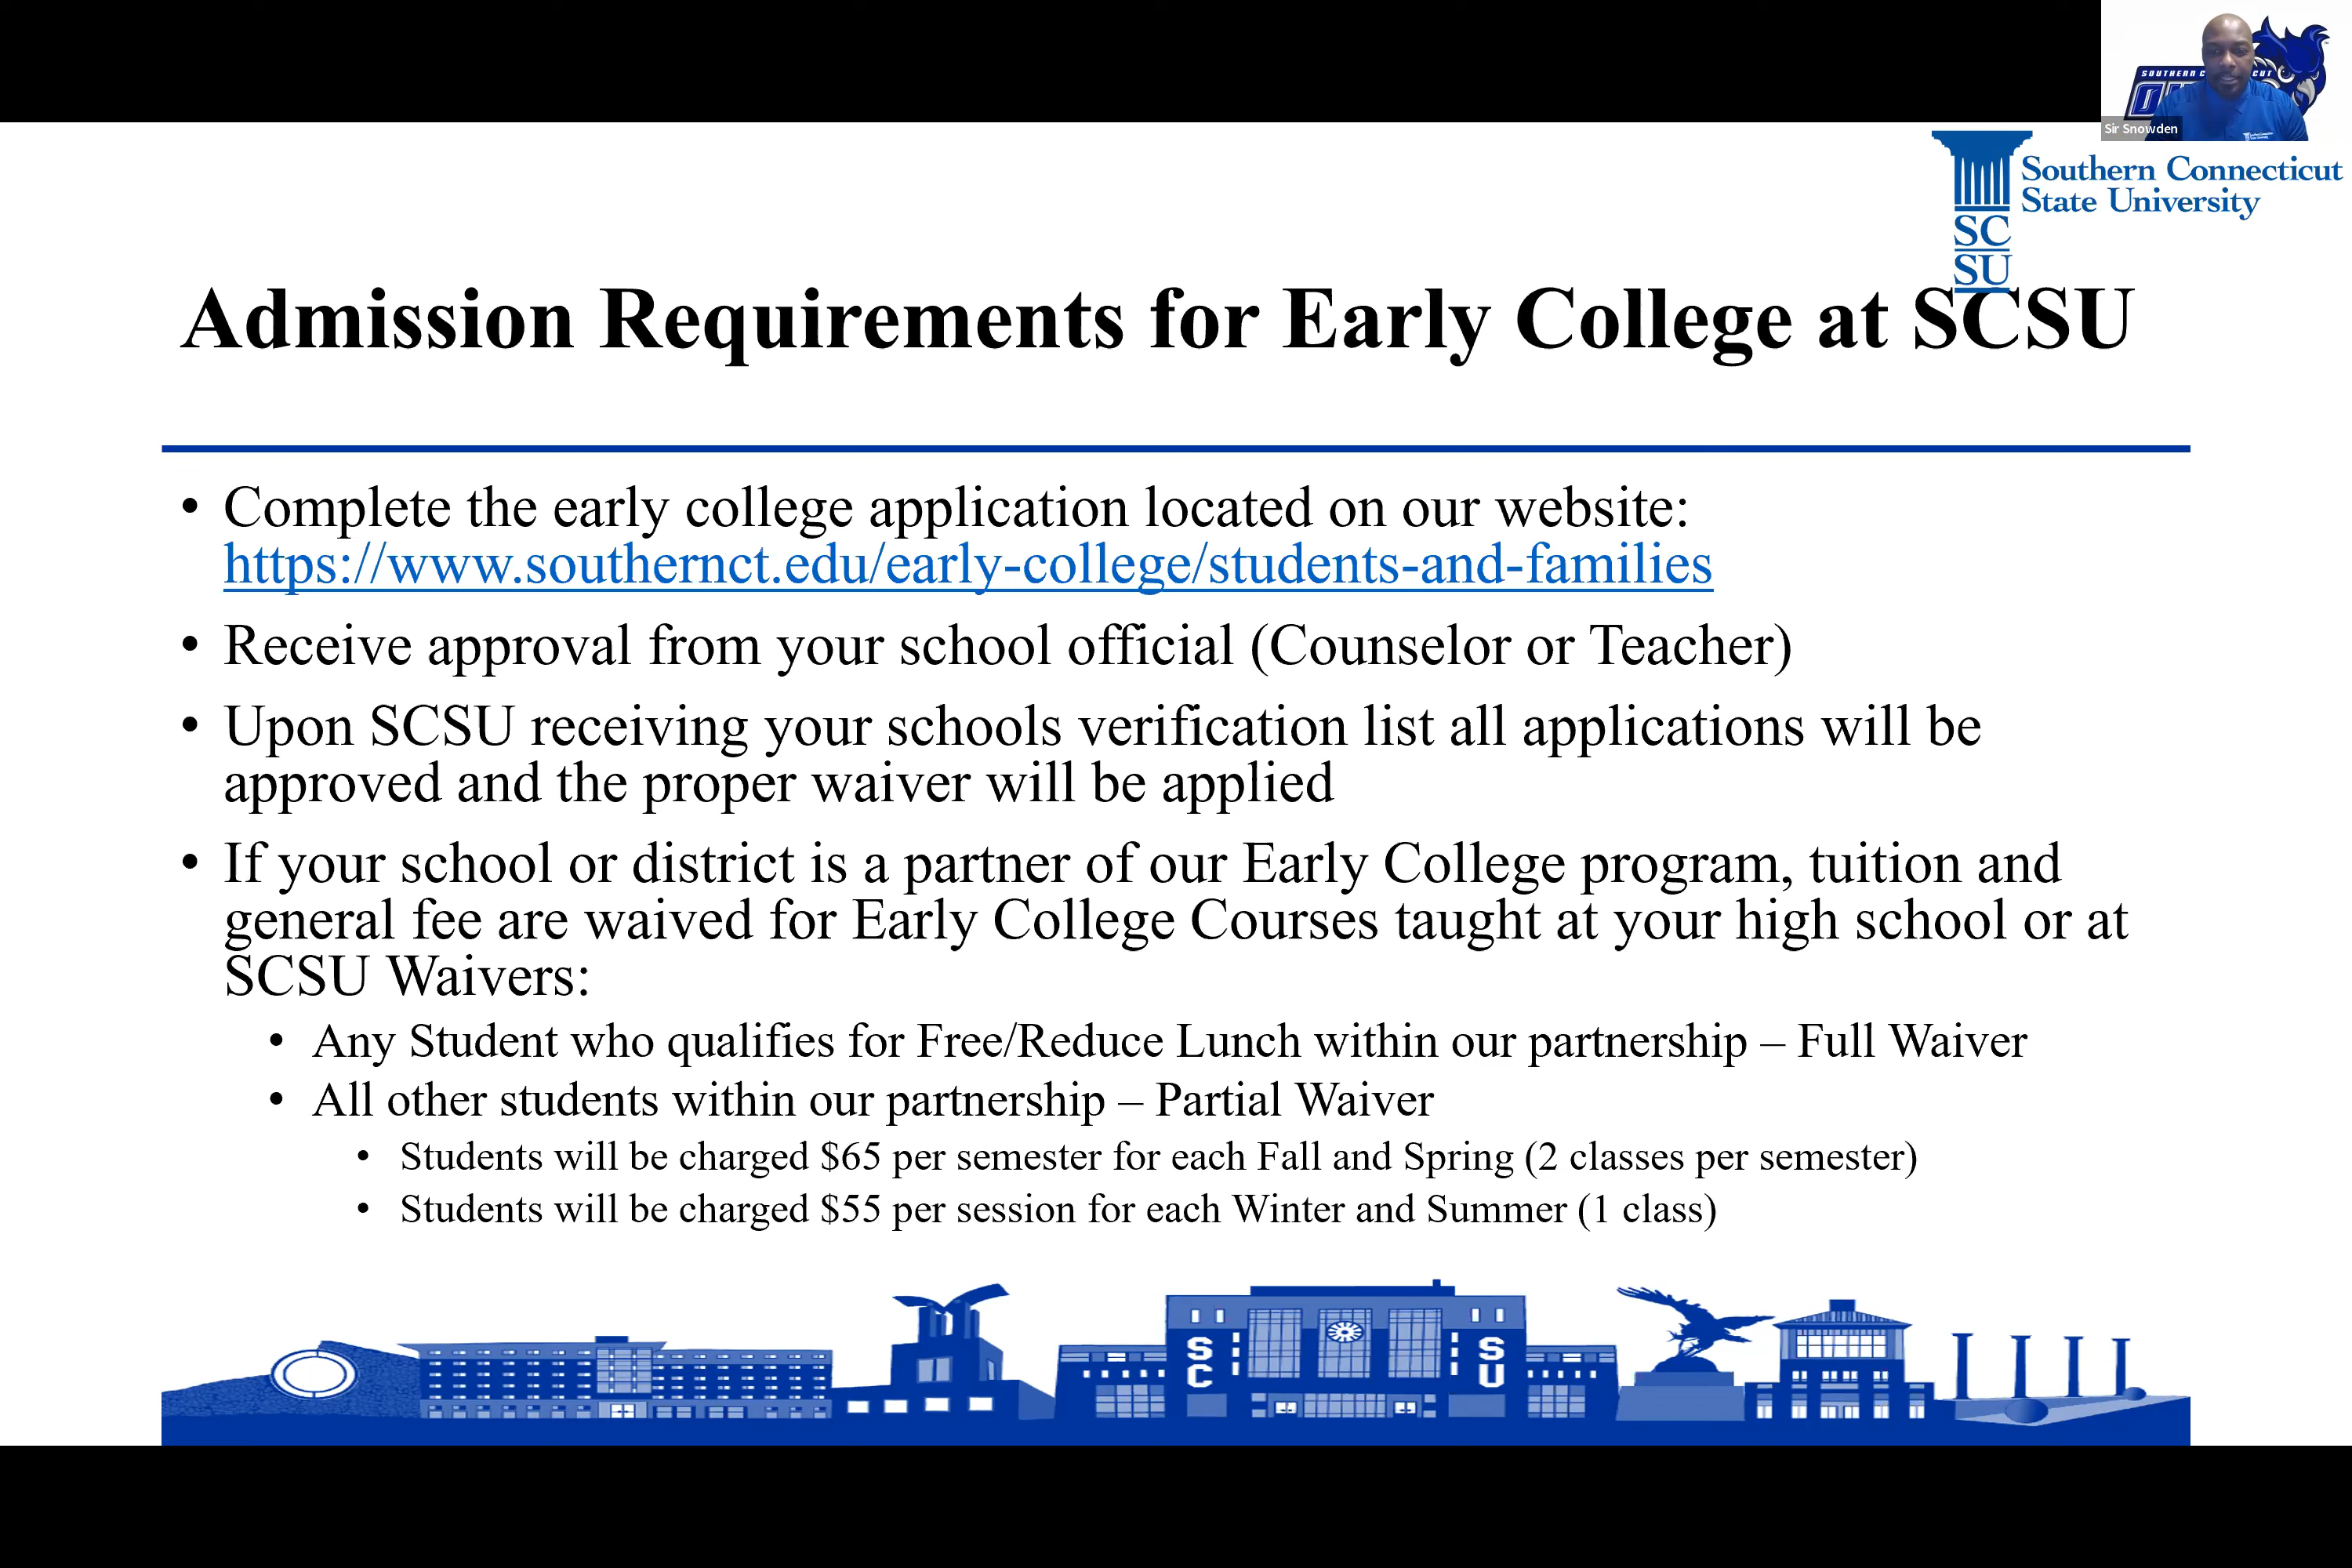 SOUTHERN C CUT
Sir Snowden
Southern Connecticut
State University
SC
SU
Admission Requirements for Early College at SCSU
• Complete the early college application located on our website:
https://www.southernct.edu/early-college/students-and-families
• Receive approval from your school official (Counselor or Teacher)
• Upon SCSU receiving your schools verification list all applications will be
approved and the proper waiver will be applied
• If your school or district is a partner of our Early College program, tuition and
general fee are waived for Early College Courses taught at your high school or at
SCSU Waivers:
• Any Student who qualifies for Free/Reduce Lunch within our partnership – Full Waiver
• All other students within our partnership – Partial Waiver
• Students will be charged $65 per semester for each Fall and Spring (2 classes per semester)
• Students will be charged $55 per session for each Winter and Summer (1 class)
SC
SU